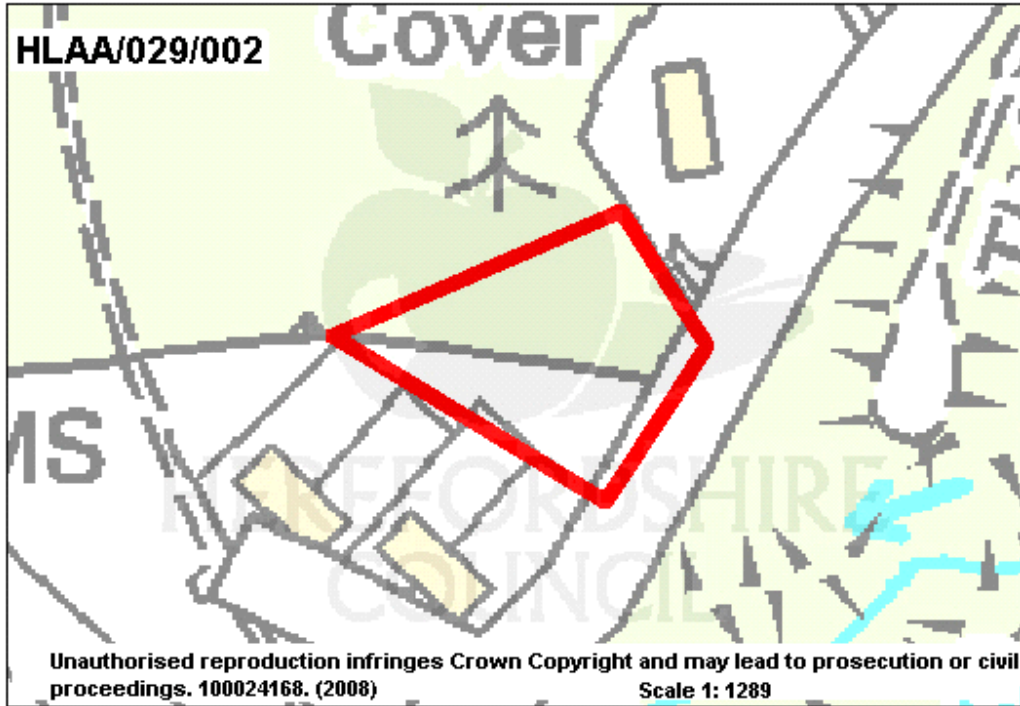 HLAA/029/002
Cover
MS
HEREFORDSHIRE
COUNCIL
Unauthorised reproduction infringes Crown Copyright and may lead to prosecution or civil
proceedings. 100024168. (2008) Scale 1: 1289